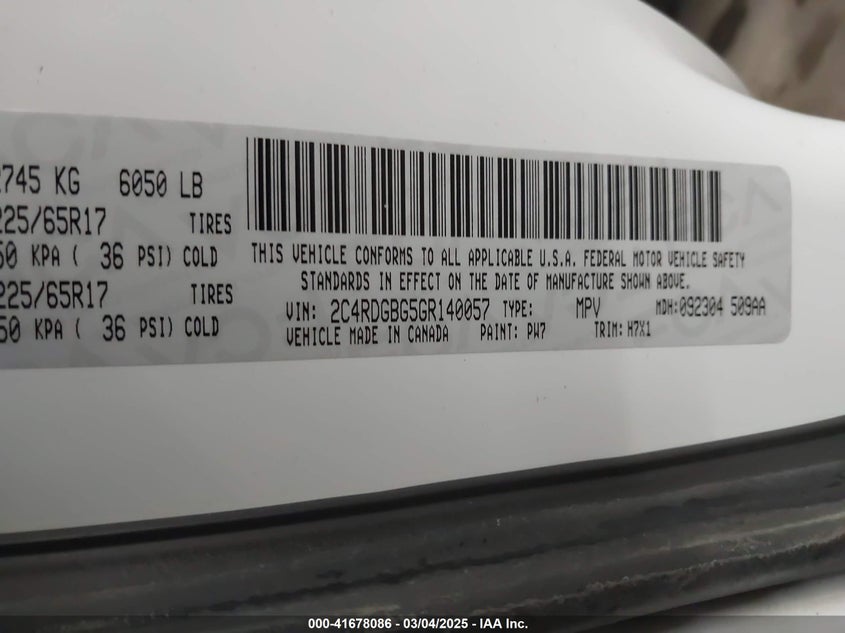 2745 KG 6050 LB
225/65R17 TIRES
50 KPA ( 36 PSI) COLD
225/65R17 TIRES
50 KPA ( 36 PSI) COLD
THIS VEHICLE CONFORMS TO ALL APPLICABLE U.S.A. FEDERAL MOTOR VEHICLE SAFETY
STANDARDS IN EFFECT ON THE DATE OF MANUFACTURE SHOWN ABOVE.
VIN: 2C4RDGBG5GR140057 TYPE: MPV MDH:092304 509AA
VEHICLE MADE IN CANADA PAINT: PW7 TRIM: H7X1
000-41678086 - 03/04/2025 - IAA Inc.